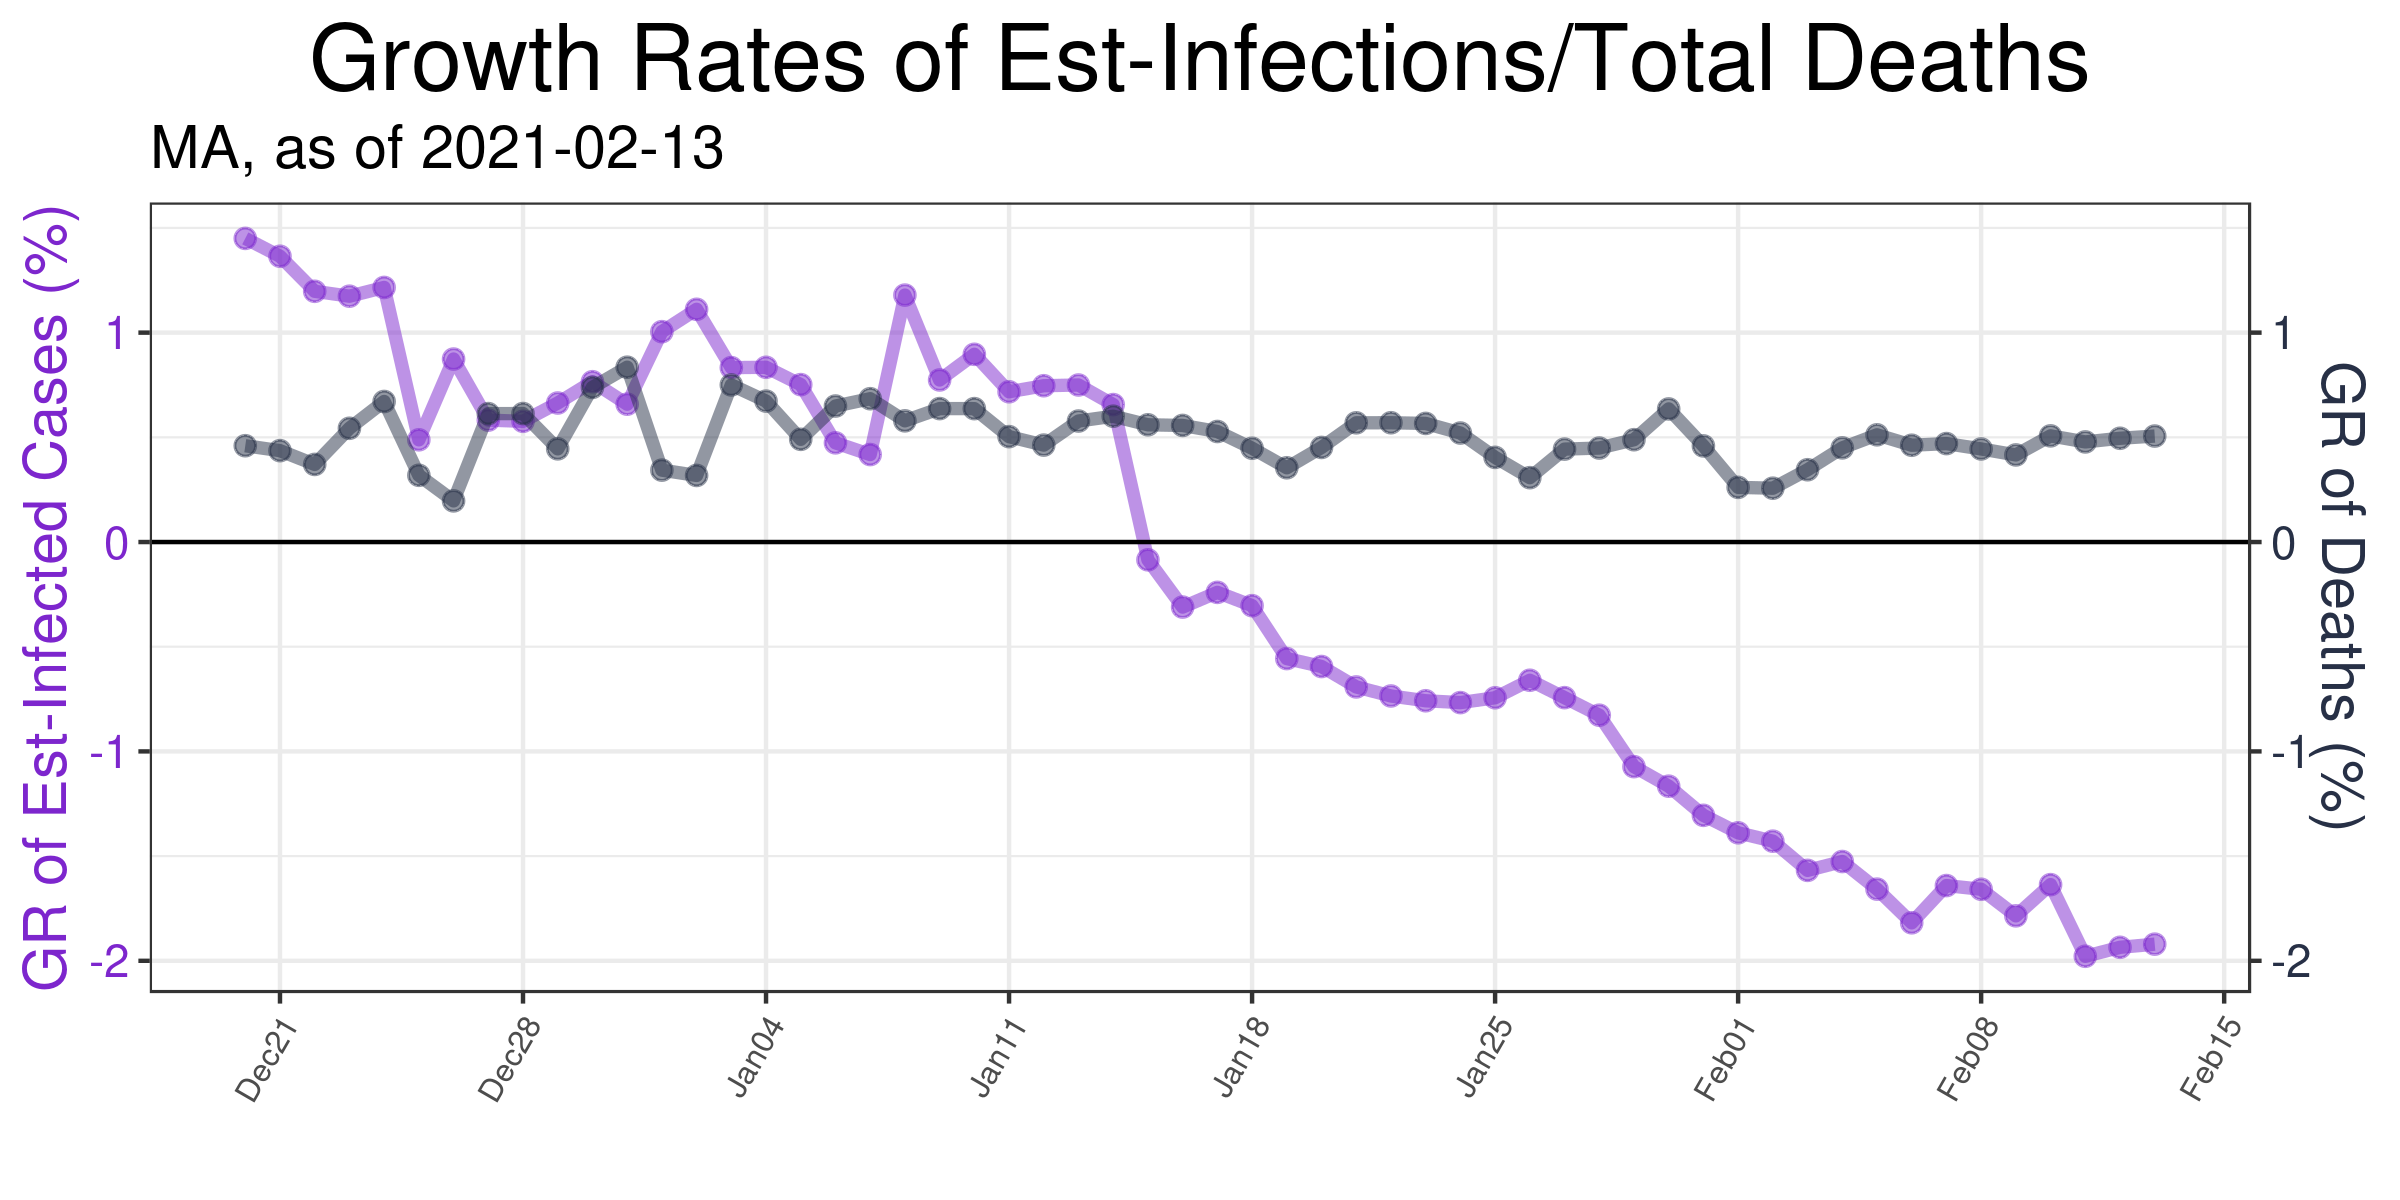 Growth Rates of Est-Infections/Total Deaths
MA, as of 2021-02-13
GR of Est-Infected Cases (%)
1
0
-1
-2
1
0
-1
-2
GR of Deaths (%)
Dec21
Dec28
Jan04
Jan11
Jan18
Jan25
Feb01
Feb08
Feb15